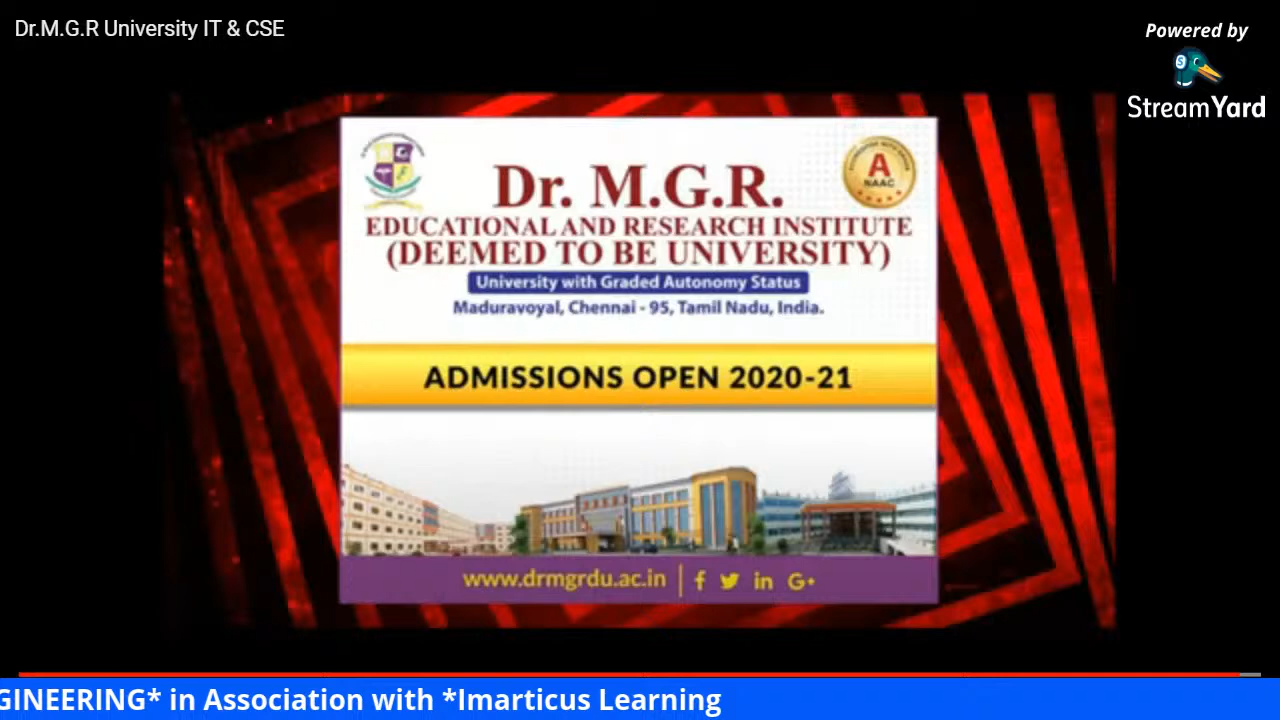 Dr.M.G.R University IT & CSE
Powered by
StreamYard
A
NAAC
Dr. M.G.R.
EDUCATIONAL AND RESEARCH INSTITUTE
(DEEMED TO BE UNIVERSITY)
University with Graded Autonomy Status
Maduravoyal, Chennai - 95, Tamil Nadu, India.
ADMISSIONS OPEN 2020-21
www.drmgrdu.ac.in
GINEERING* in Association with *Imarticus Learning